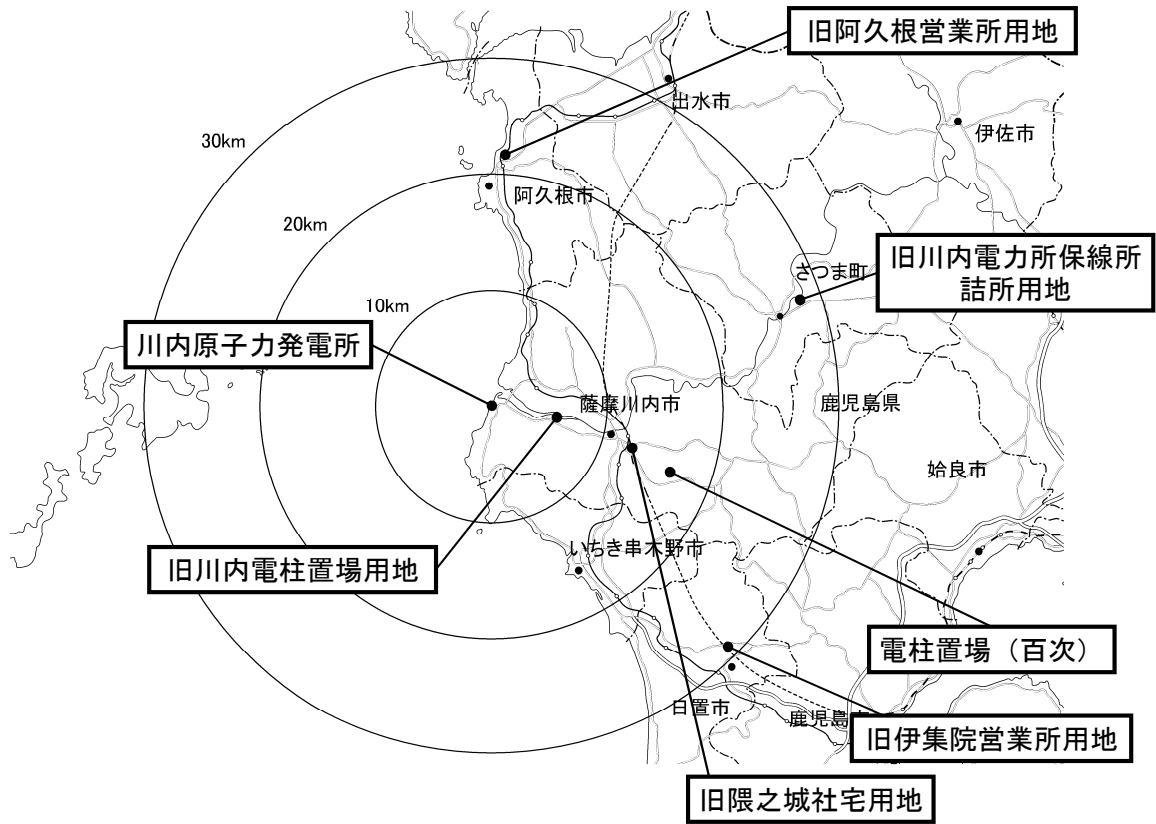 旧阿久根営業所用地
出水市
伊佐市
30km
阿久根市
20km
旧川内電力所保線所
詰所用地
さつま町
10km
川内原子力発電所
薩摩川内市
鹿児島県
姶良市
いちき串木野市
旧川内電柱置場用地
電柱置場（百次）
日置市
鹿児島
旧伊集院営業所用地
旧隈之城社宅用地